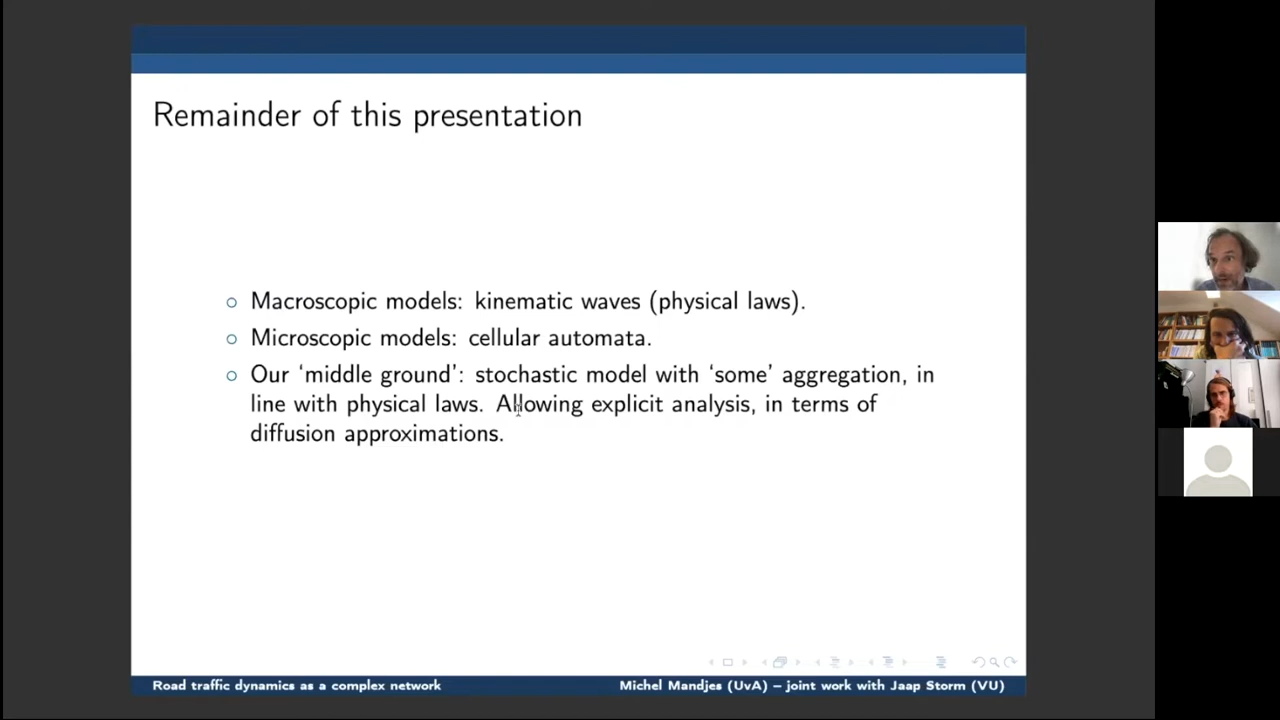 Remainder of this presentation
Macroscopic models: kinematic waves (physical laws).
Microscopic models: cellular automata.
Our ‘middle ground’: stochastic model with ‘some’ aggregation, in
line with physical laws. Allowing explicit analysis, in terms of
diffusion approximations.
Road traffic dynamics as a complex network
Michel Mandjes (UvA) – joint work with Jaap Storm (VU)